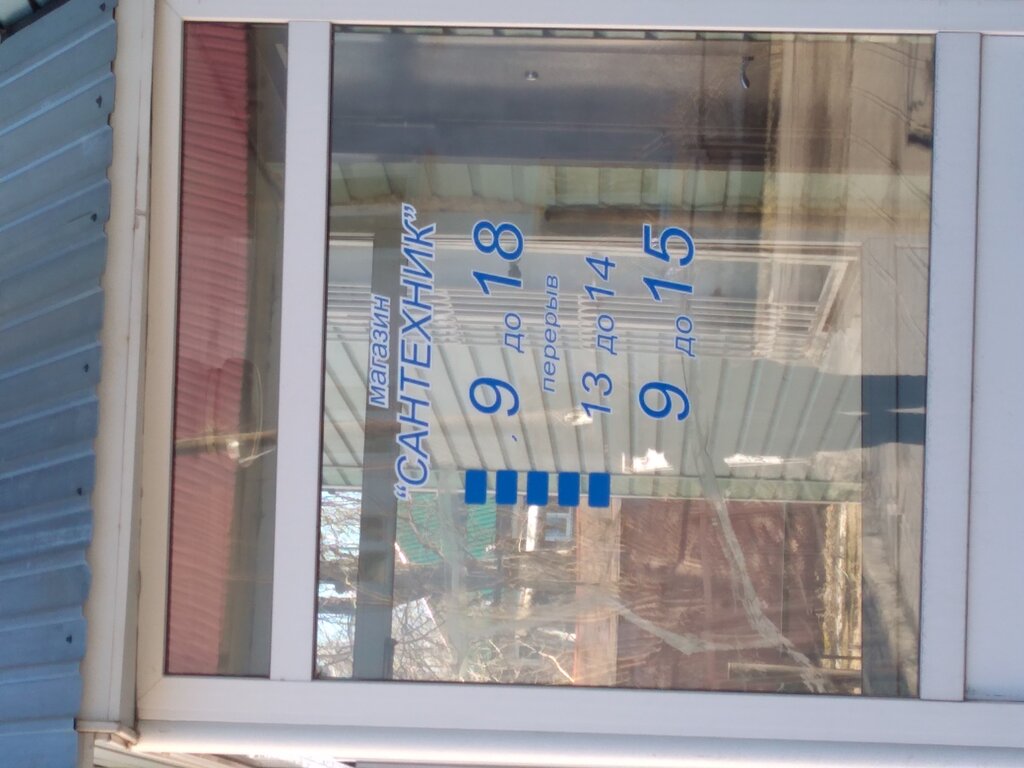 магазин
“САНТЕХНИК”
9 до 18
перерыв
13 до 14
9 до 15